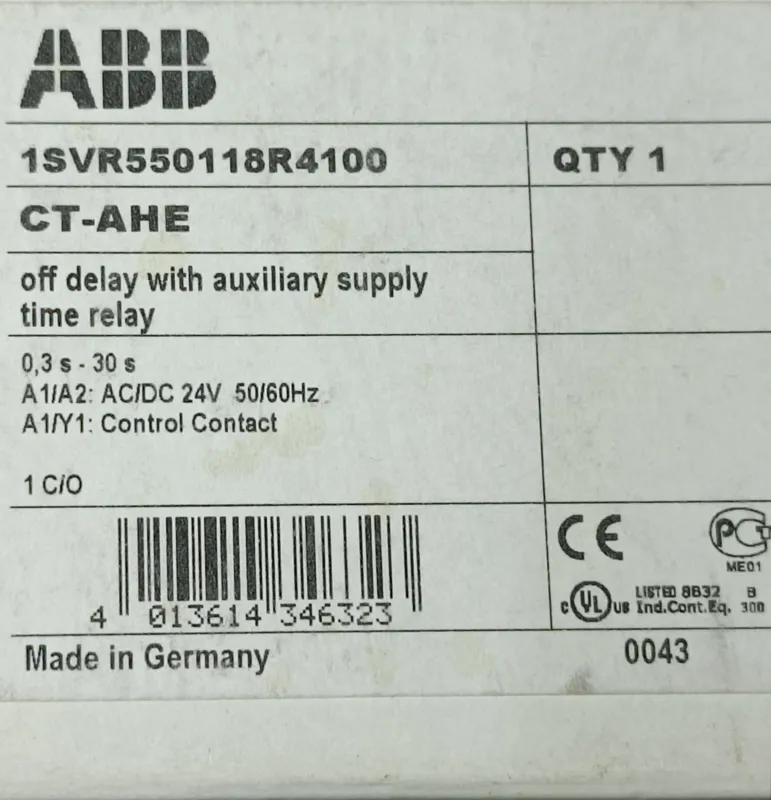 ABB
1SVR550118R4100
QTY 1
CT-AHE
off delay with auxiliary supply
time relay
0,3 s - 30 s
A1/A2: AC/DC 24V 50/60Hz
A1/Y1: Control Contact
1 C/O
CE
PC
ME01
c UL us LISTED 8B32 B
Ind.Cont.Eq. 300
4 013614 346323
Made in Germany
0043